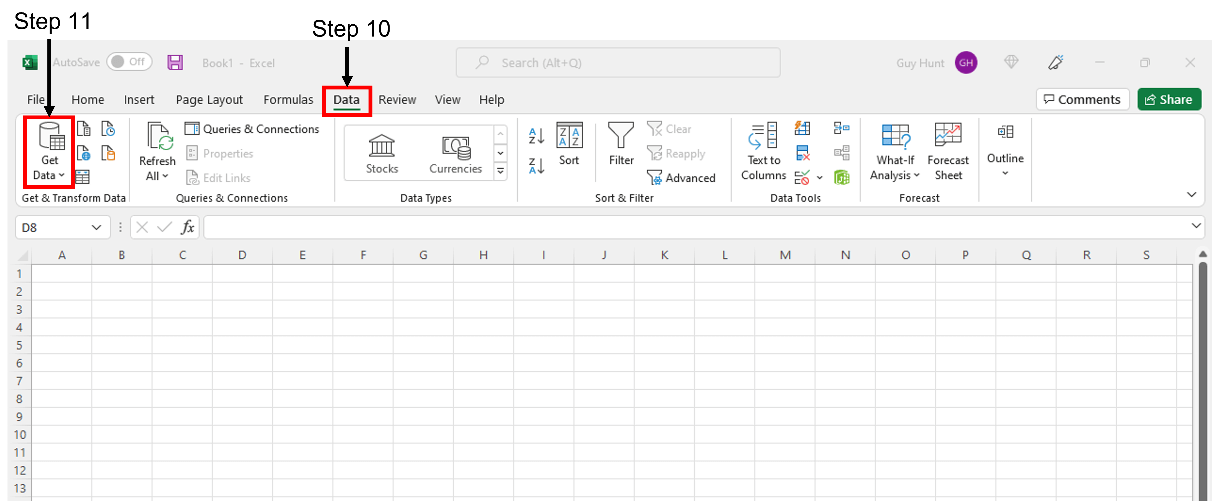 Step 11
Step 10
AutoSave Off Book1 - Excel Search (Alt+Q) Guy Hunt GH
File Home Insert Page Layout Formulas Data Review View Help Comments Share
Get Data
Refresh All
Queries & Connections
Properties
Edit Links
Stocks Currencies
A Z
Z A
Z A A Z
Sort
Filter
Clear
Reapply
Advanced
Text to Columns
What-If Analysis
Forecast Sheet
Outline
Get & Transform Data Queries & Connections Data Types Sort & Filter Data Tools Forecast
D8 fx
A B C D E F G H I J K L M N O P Q R S
1
2
3
4
5
6
7
8
9
10
11
12
13